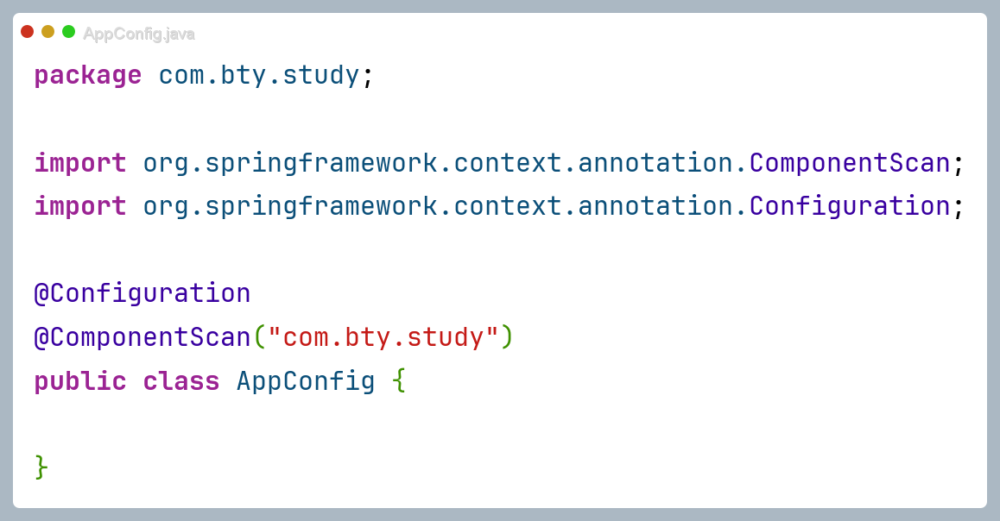 AppConfig.java
package com.bty.study;
import org.springframework.context.annotation.ComponentScan;
import org.springframework.context.annotation.Configuration;
@Configuration
@ComponentScan("com.bty.study")
public class AppConfig {
}